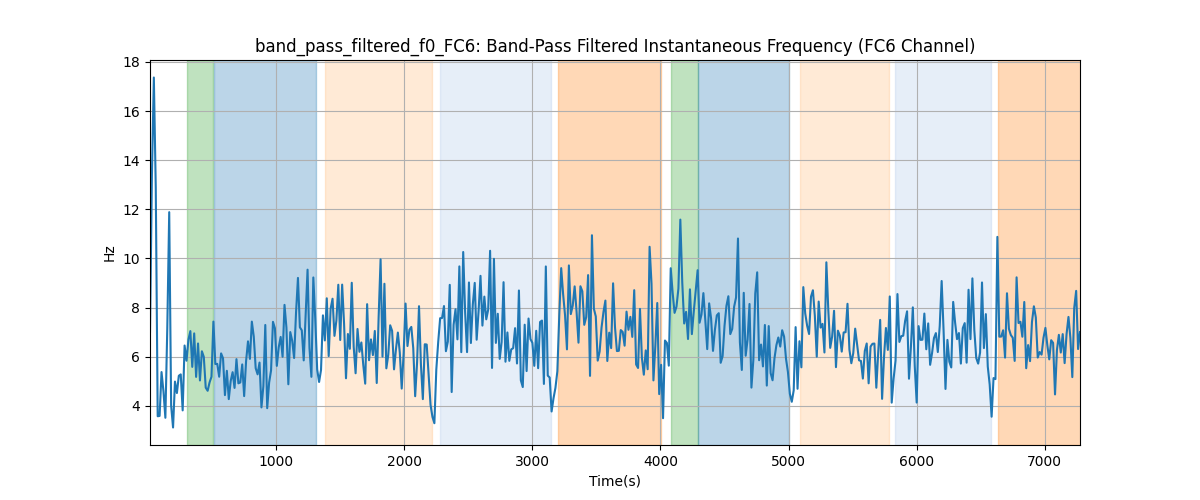 band_pass_filtered_f0_FC6: Band-Pass Filtered Instantaneous Frequency (FC6 Channel)
18
16
14
12
10
8
6
4
Hz
1000 2000 3000 4000 5000 6000 7000
Time(s)